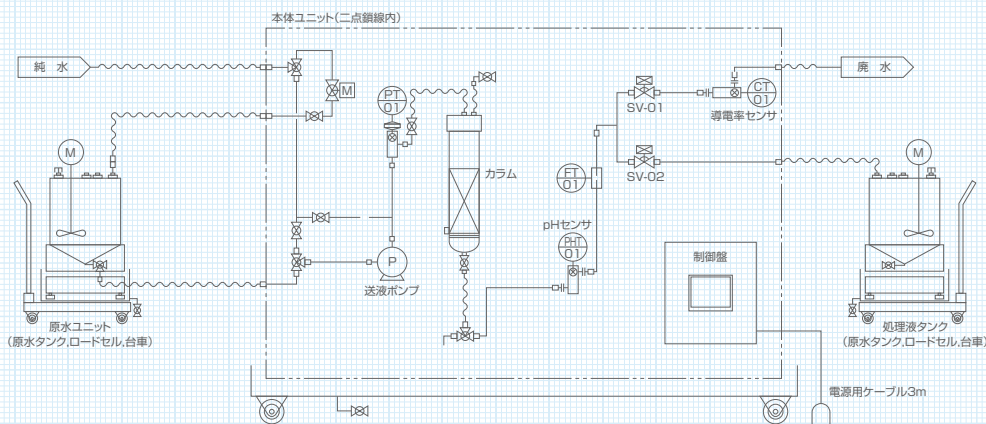 本体ユニット(二点鎖線内)
純 水
廃 水
M
PT
01
CT
01
SV-01
導電率センサ
M
M
カラム
FT
01
SV-02
pHセンサ
PHT
01
P
送液ポンプ
制御盤
原水ユニット
(原水タンク,ロードセル,台車)
処理液タンク
(原水タンク,ロードセル,台車)
電源用ケーブル3m